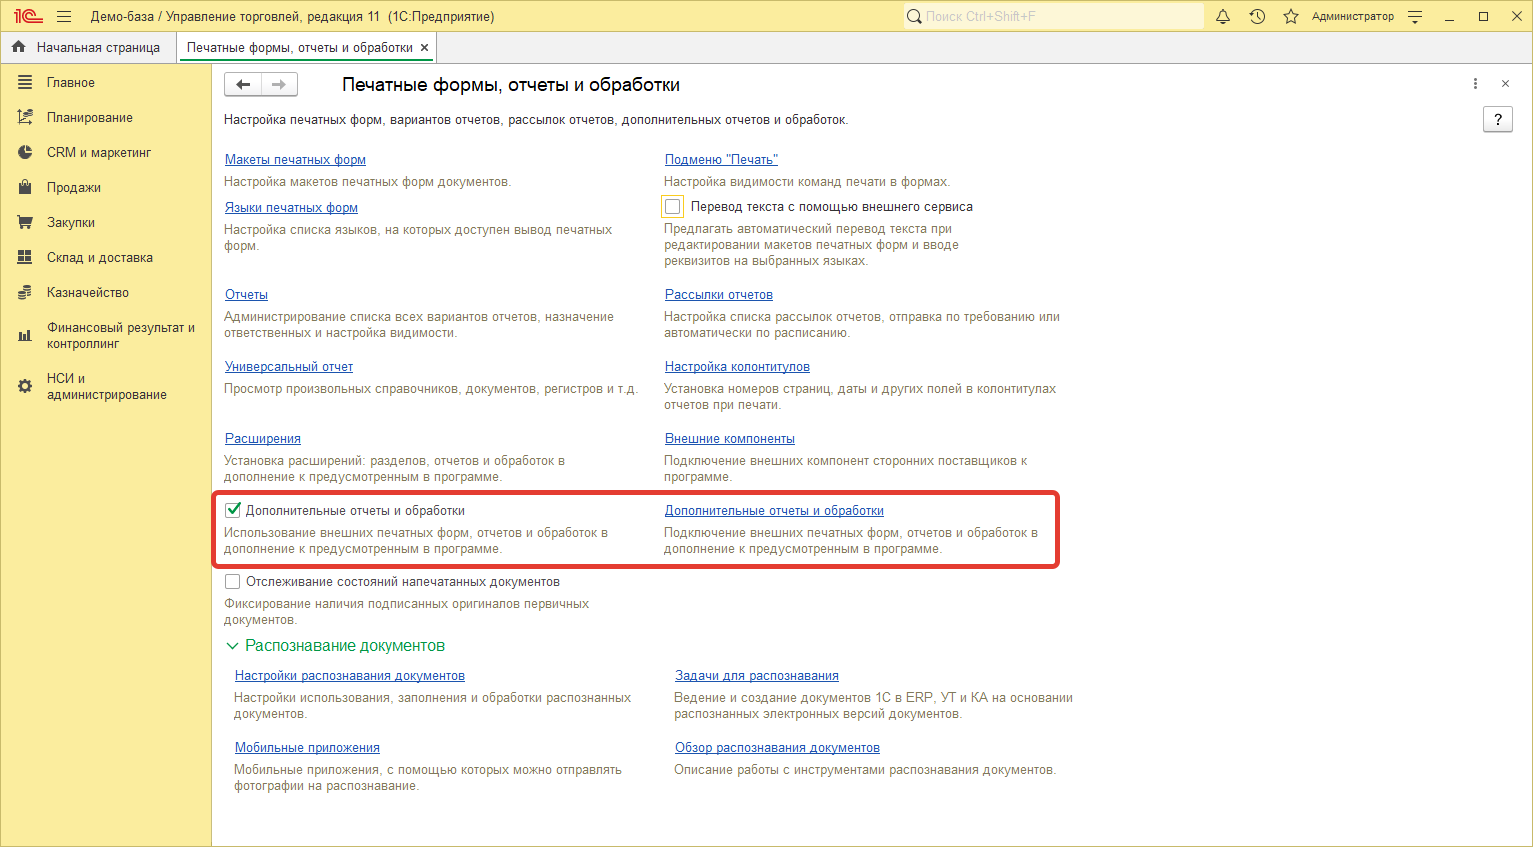 1С Демо-база / Управление торговлей, редакция 11 (1С:Предприятие) Поиск Ctrl+Shift+F Администратор
Начальная страница Печатные формы, отчеты и обработки ×
Главное
Планирование
CRM и маркетинг
Продажи
Закупки
Склад и доставка
Казначейство
Финансовый результат и
контроллинг
НСИ и
администрирование
Печатные формы, отчеты и обработки
Настройка печатных форм, вариантов отчетов, рассылок отчетов, дополнительных отчетов и обработок.
?
Макеты печатных форм
Настройка макетов печатных форм документов.
Подменю "Печать"
Настройка видимости команд печати в формах.
Языки печатных форм
Настройка списка языков, на которых доступен вывод печатных
форм.
Перевод текста с помощью внешнего сервиса
Предлагать автоматический перевод текста при
редактировании макетов печатных форм и вводе
реквизитов на выбранных языках.
Отчеты
Администрирование списка всех вариантов отчетов, назначение
ответственных и настройка видимости.
Рассылки отчетов
Настройка списка рассылок отчетов, отправка по требованию или
автоматически по расписанию.
Универсальный отчет
Просмотр произвольных справочников, документов, регистров и т.д.
Настройка колонтитулов
Установка номеров страниц, даты и других полей в колонтитулах
отчетов при печати.
Расширения
Установка расширений: разделов, отчетов и обработок в
дополнение к предусмотренным в программе.
Внешние компоненты
Подключение внешних компонент сторонних поставщиков к
программе.
Дополнительные отчеты и обработки
Использование внешних печатных форм, отчетов и обработок в
дополнение к предусмотренным в программе.
Дополнительные отчеты и обработки
Подключение внешних печатных форм, отчетов и обработок в
дополнение к предусмотренным в программе.
Отслеживание состояний напечатанных документов
Фиксирование наличия подписанных оригиналов первичных
документов.
Распознавание документов
Настройки распознавания документов
Настройки использования, заполнения и обработки распознанных
документов.
Задачи для распознавания
Ведение и создание документов 1С в ERP, УТ и КА на основании
распознанных электронных версий документов.
Мобильные приложения
Мобильные приложения, с помощью которых можно отправлять
фотографии на распознавание.
Обзор распознавания документов
Описание работы с инструментами распознавания документов.